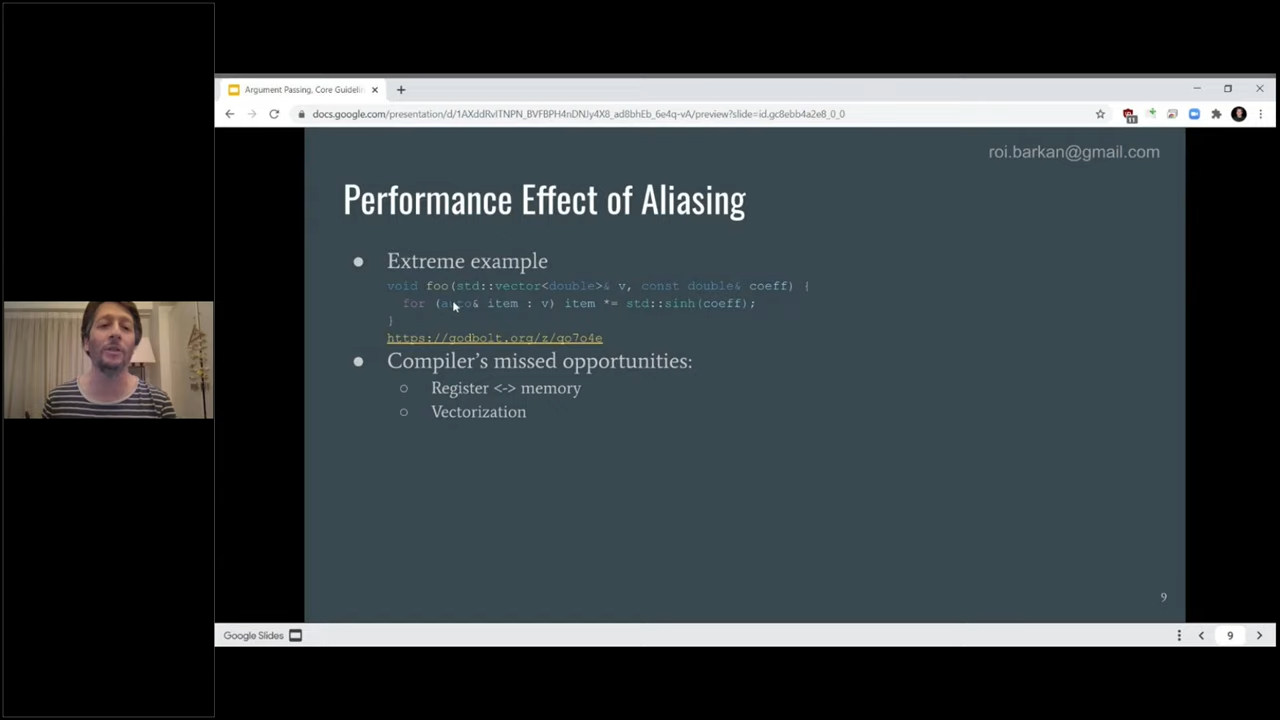 Argument Passing, Core Guidelin
docs.google.com/presentation/d/1AXddRvITNPN_BVFBPH4nDNJy4X8_ad8bhEb_6e4q-vA/preview?slide=id.gc8ebb4a2e8_0_0
11
roi.barkan@gmail.com
Performance Effect of Aliasing
● Extreme example
void foo(std::vector<double>& v, const double& coeff) {
for (auto& item : v) item *= std::sinh(coeff);
}
https://godbolt.org/z/qo7o4e
● Compiler's missed opportunities:
○ Register <-> memory
○ Vectorization
9
Google Slides
9